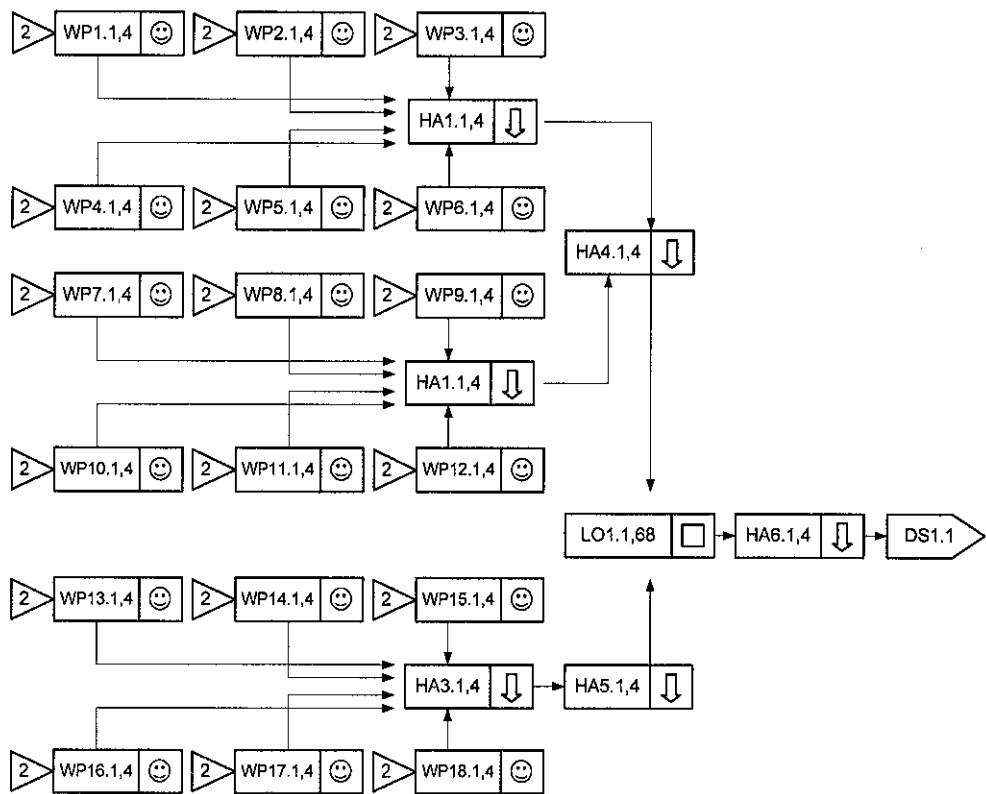 2 WP1.1,4 2 WP2.1,4 2 WP3.1,4
HA1.1,4
2 WP4.1,4 2 WP5.1,4 2 WP6.1,4
HA4.1,4
2 WP7.1,4 2 WP8.1,4 2 WP9.1,4
HA1.1,4
2 WP10.1,4 2 WP11.1,4 2 WP12.1,4
LO1.1,68 HA6.1,4 DS1.1
2 WP13.1,4 2 WP14.1,4 2 WP15.1,4
HA3.1,4 HA5.1,4
2 WP16.1,4 2 WP17.1,4 2 WP18.1,4